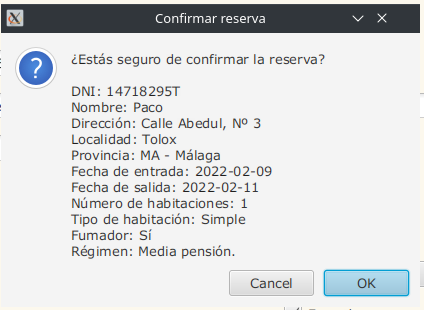 Confirmar reserva
¿Estás seguro de confirmar la reserva?
DNI: 14718295T
Nombre: Paco
Dirección: Calle Abedul, Nº 3
Localidad: Tolox
Provincia: MA - Málaga
Fecha de entrada: 2022-02-09
Fecha de salida: 2022-02-11
Número de habitaciones: 1
Tipo de habitación: Simple
Fumador: Sí
Régimen: Media pensión.
Cancel
OK